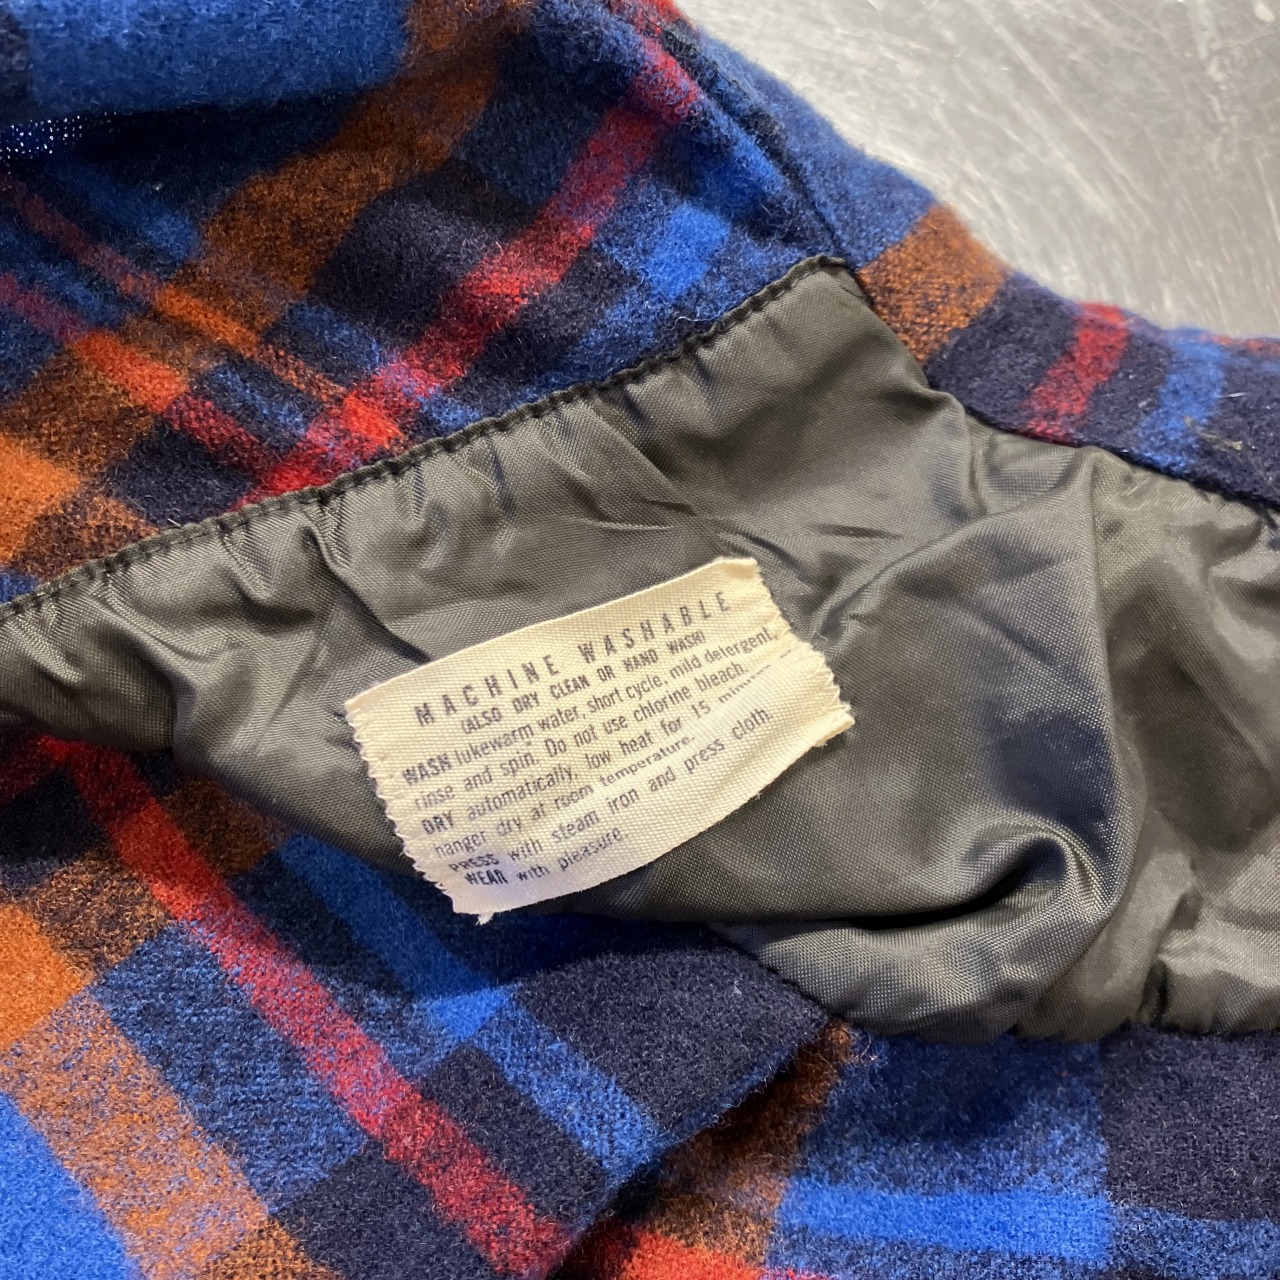 MACHINE WASHABLE
(ALSO DRY CLEAN OR HAND WASH)
WASH lukewarm water, short cycle, mild detergent,
rinse and spin. Do not use chlorine bleach.
DRY automatically, low heat for 15
hanger dry at room temperature.
PRESS with steam iron and press cloth.
WEAR with pleasure.